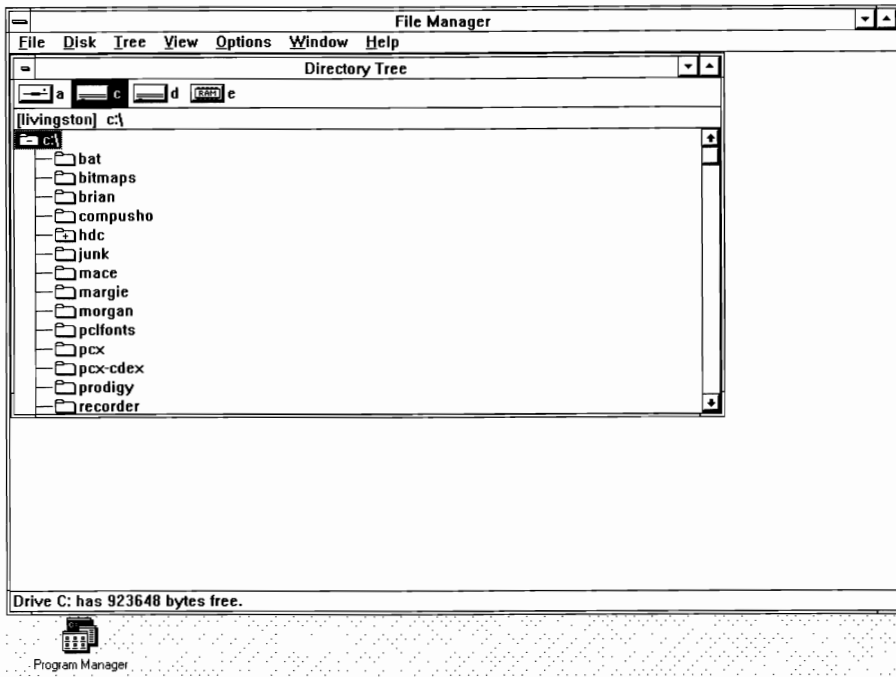 File Manager
File Disk Tree View Options Window Help
Directory Tree
a c d RAM e
[livingston] c:\
c:\
bat
bitmaps
brian
compusho
hdc
junk
mace
margie
morgan
pclfonts
pcx
pcx-cdex
prodigy
recorder
Drive C: has 923648 bytes free.
Program Manager